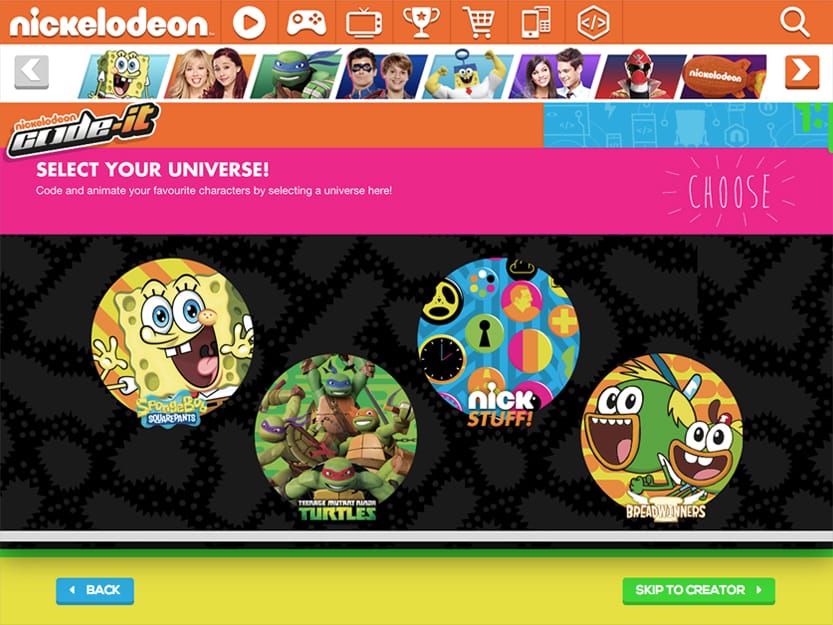 nickelodeon
nickelodeon
nickelodeon
code-it
SELECT YOUR UNIVERSE!
Code and animate your favourite characters by selecting a universe here!
CHOOSE
SpongeBob
SQUAREPANTS
nick
STUFF!
TEENAGE MUTANT NINJA
TURTLES
BREADWINNERS
BACK
SKIP TO CREATOR